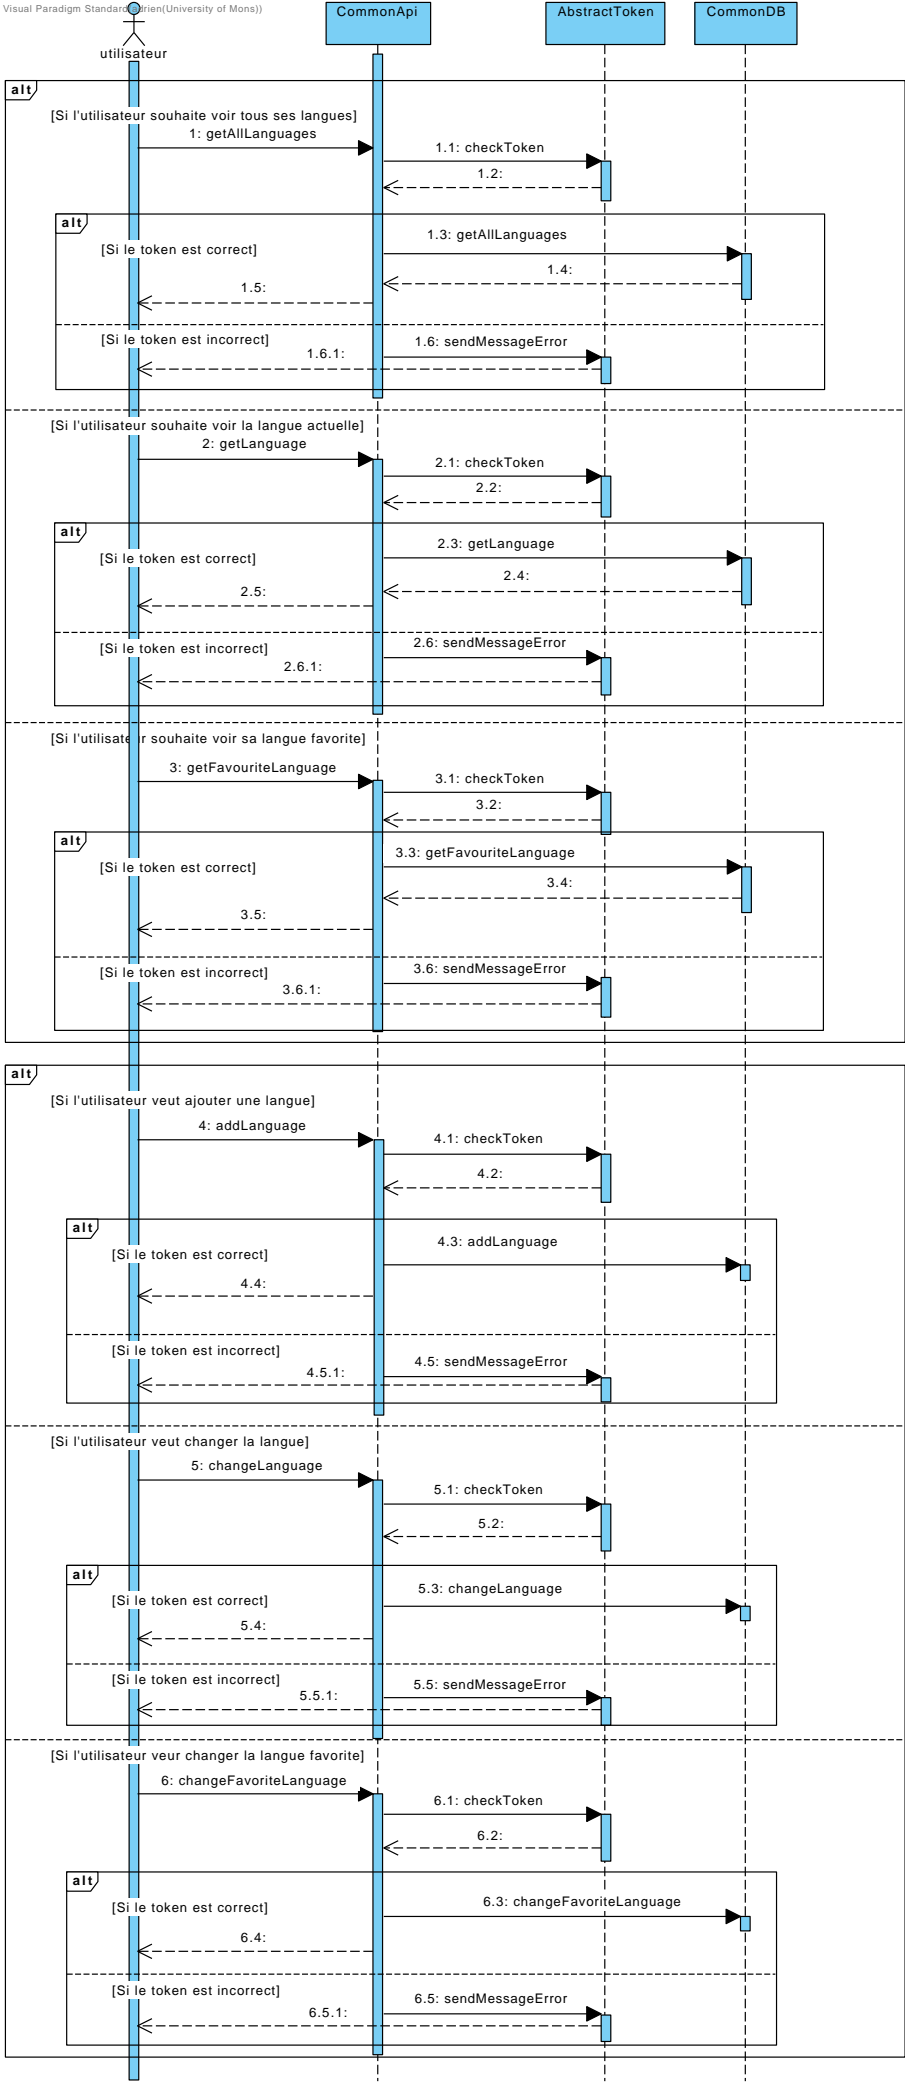 Visual Paradigm Standard(adrien(University of Mons))
utilisateur
CommonApi
AbstractToken
CommonDB
alt
[Si l'utilisateur souhaite voir tous ses langues]
1: getAllLanguages
1.1: checkToken
1.2:
alt
[Si le token est correct]
1.3: getAllLanguages
1.4:
1.5:
[Si le token est incorrect]
1.6: sendMessageError
1.6.1:
[Si l'utilisateur souhaite voir la langue actuelle]
2: getLanguage
2.1: checkToken
2.2:
alt
[Si le token est correct]
2.3: getLanguage
2.4:
2.5:
[Si le token est incorrect]
2.6: sendMessageError
2.6.1:
[Si l'utilisateur souhaite voir sa langue favorite]
3: getFavouriteLanguage
3.1: checkToken
3.2:
alt
[Si le token est correct]
3.3: getFavouriteLanguage
3.4:
3.5:
[Si le token est incorrect]
3.6: sendMessageError
3.6.1:
alt
[Si l'utilisateur veut ajouter une langue]
4: addLanguage
4.1: checkToken
4.2:
alt
[Si le token est correct]
4.3: addLanguage
4.4:
[Si le token est incorrect]
4.5: sendMessageError
4.5.1:
[Si l'utilisateur veut changer la langue]
5: changeLanguage
5.1: checkToken
5.2:
alt
[Si le token est correct]
5.3: changeLanguage
5.4:
[Si le token est incorrect]
5.5: sendMessageError
5.5.1:
[Si l'utilisateur veur changer la langue favorite]
6: changeFavoriteLanguage
6.1: checkToken
6.2:
alt
[Si le token est correct]
6.3: changeFavoriteLanguage
6.4:
[Si le token est incorrect]
6.5: sendMessageError
6.5.1: